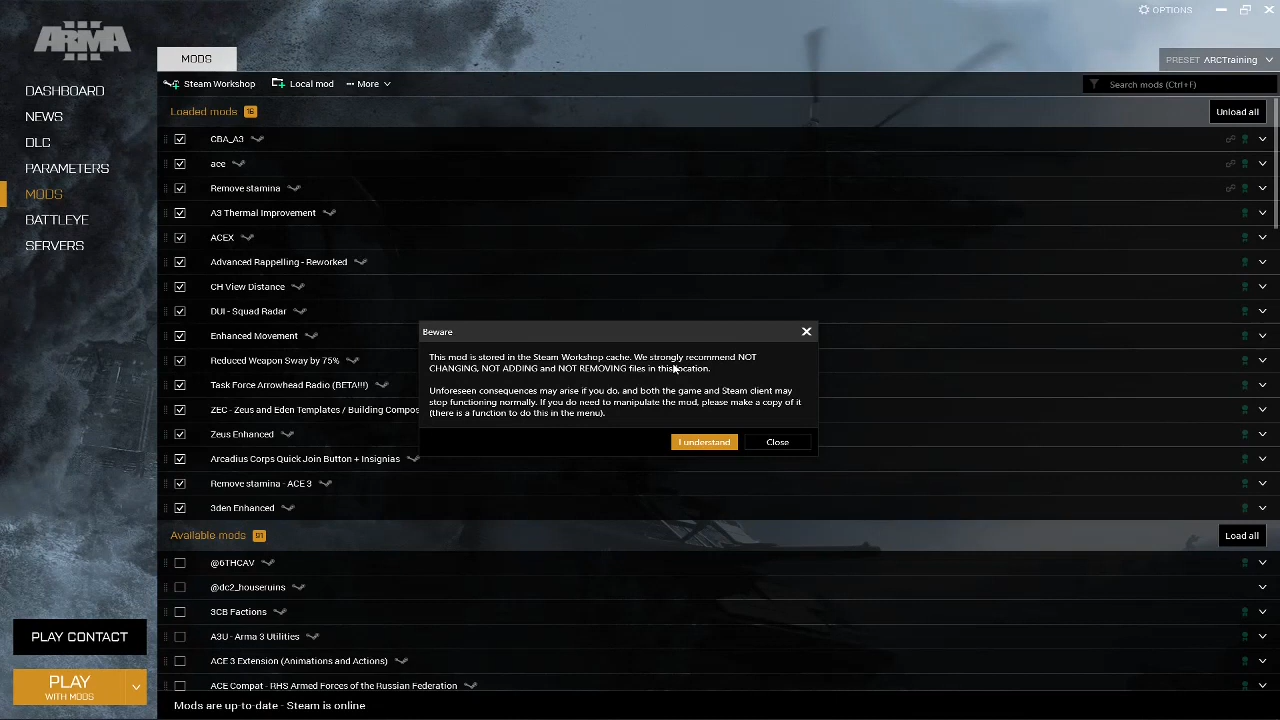 OPTIONS
ARMA III
MODS
PRESET ARCTraining
Steam Workshop
Local mod
More
Search mods (Ctrl+F)
DASHBOARD
NEWS
DLC
PARAMETERS
MODS
BATTLEYE
SERVERS
Loaded mods 16
Unload all
CBA_A3
ace
Remove stamina
A3 Thermal Improvement
ACEX
Advanced Rappelling - Reworked
CH View Distance
DUI - Squad Radar
Enhanced Movement
Reduced Weapon Sway by 75%
Task Force Arrowhead Radio (BETA!!!)
ZEC - Zeus and Eden Templates / Building Compos
Zeus Enhanced
Arcadius Corps Quick Join Button + Insignias
Remove stamina - ACE 3
3den Enhanced
Beware
This mod is stored in the Steam Workshop cache. We strongly recommend NOT
CHANGING, NOT ADDING and NOT REMOVING files in this location.
Unforeseen consequences may arise if you do, and both the game and Steam client may
stop functioning normally. If you do need to manipulate the mod, please make a copy of it
(there is a function to do this in the menu).
I understand
Close
Available mods 91
Load all
@6THCAV
@dc2_houseruins
3CB Factions
A3U - Arma 3 Utilities
ACE 3 Extension (Animations and Actions)
ACE Compat - RHS Armed Forces of the Russian Federation
PLAY CONTACT
PLAY
WITH MODS
Mods are up-to-date - Steam is online